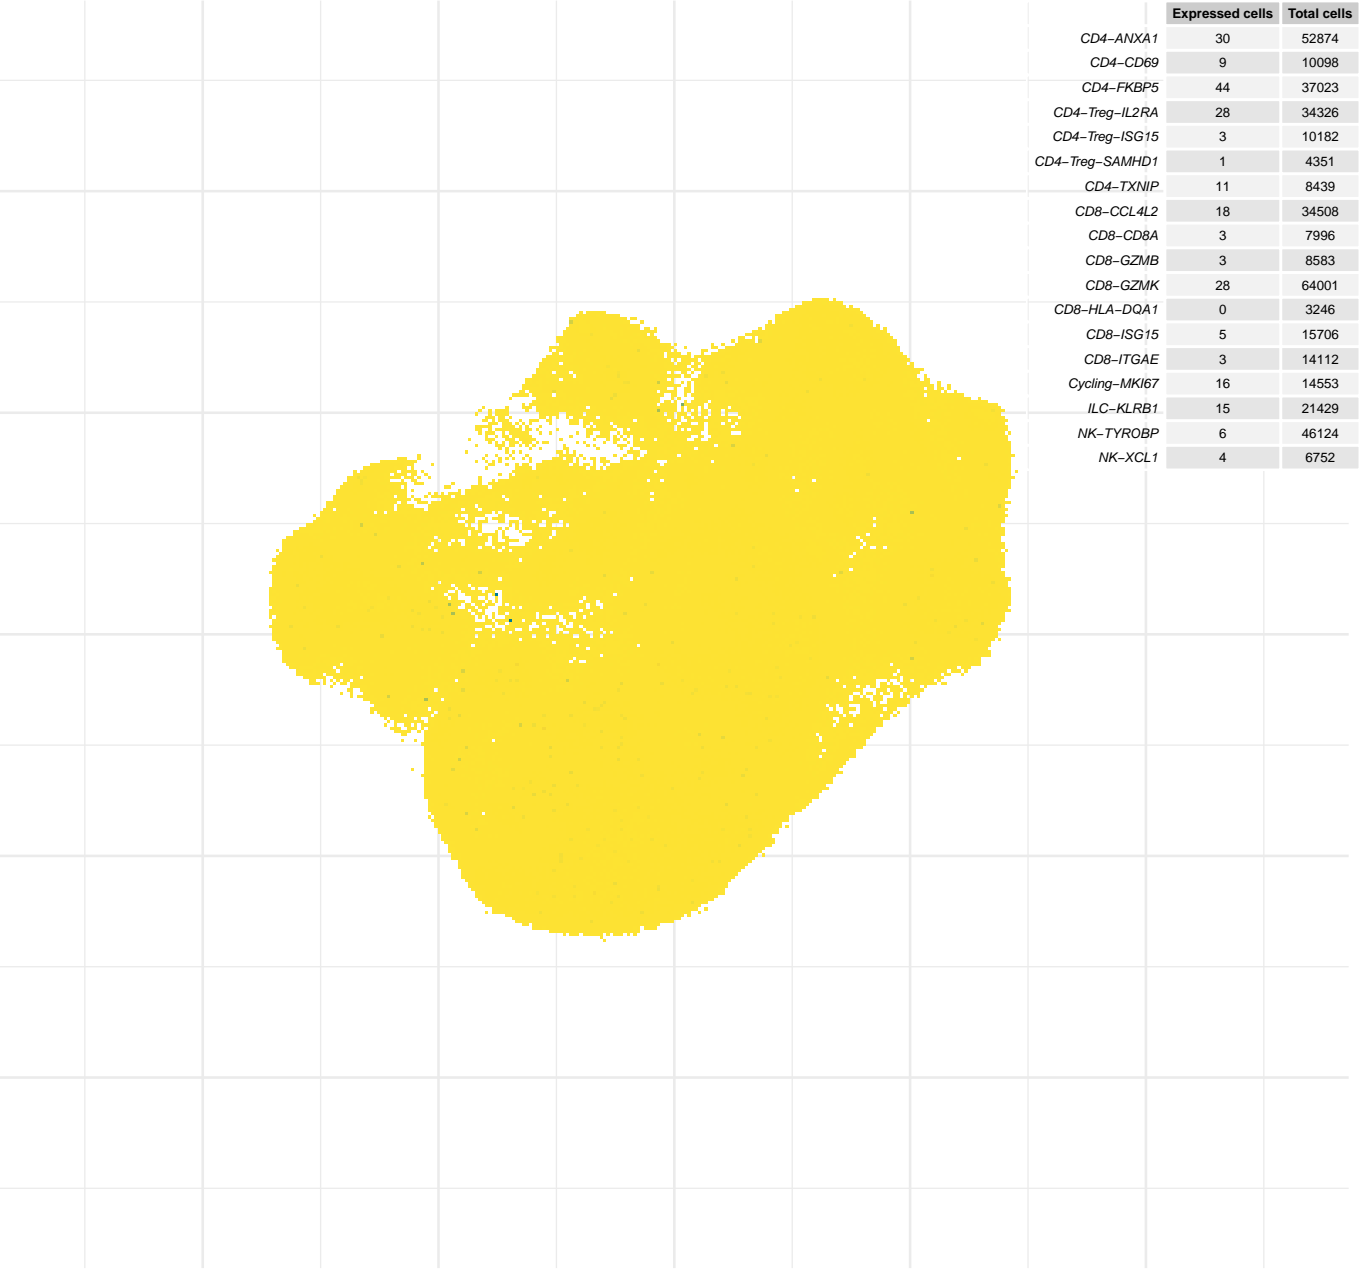 Expressed cells Total cells
CD4−ANXA1 30 52874
CD4−CD69 9 10098
CD4−FKBP5 44 37023
CD4−Treg−IL2RA 28 34326
CD4−Treg−ISG15 3 10182
CD4−Treg−SAMHD1 1 4351
CD4−TXNIP 11 8439
CD8−CCL4L2 18 34508
CD8−CD8A 3 7996
CD8−GZMB 3 8583
CD8−GZMK 28 64001
CD8−HLA−DQA1 0 3246
CD8−ISG15 5 15706
CD8−ITGAE 3 14112
Cycling−MKI67 16 14553
ILC−KLRB1 15 21429
NK−TYROBP 6 46124
NK−XCL1 4 6752